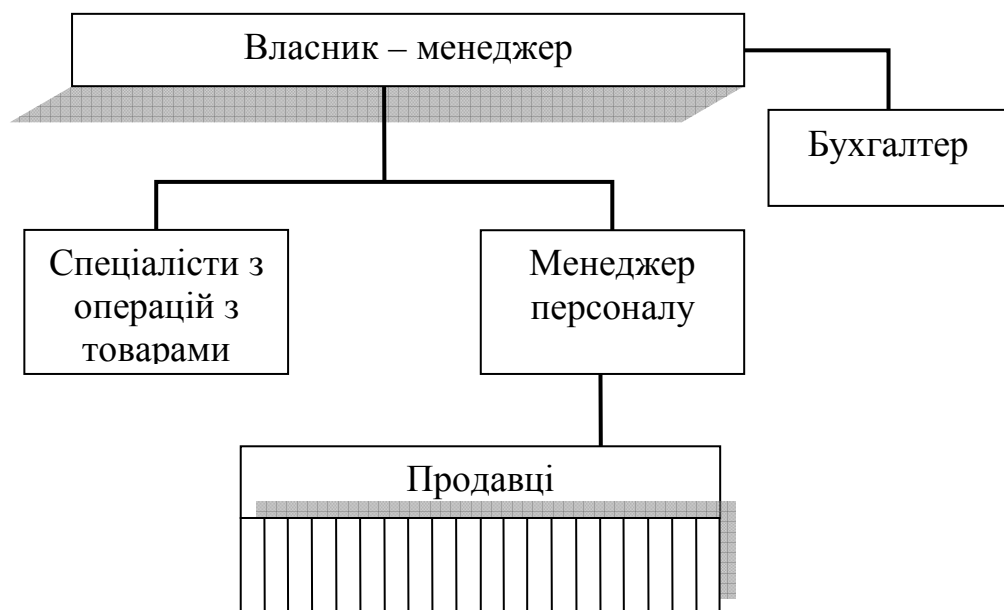 Власник – менеджер
Бухгалтер
Спеціалісти з
операцій з
товарами
Менеджер
персоналу
Продавці